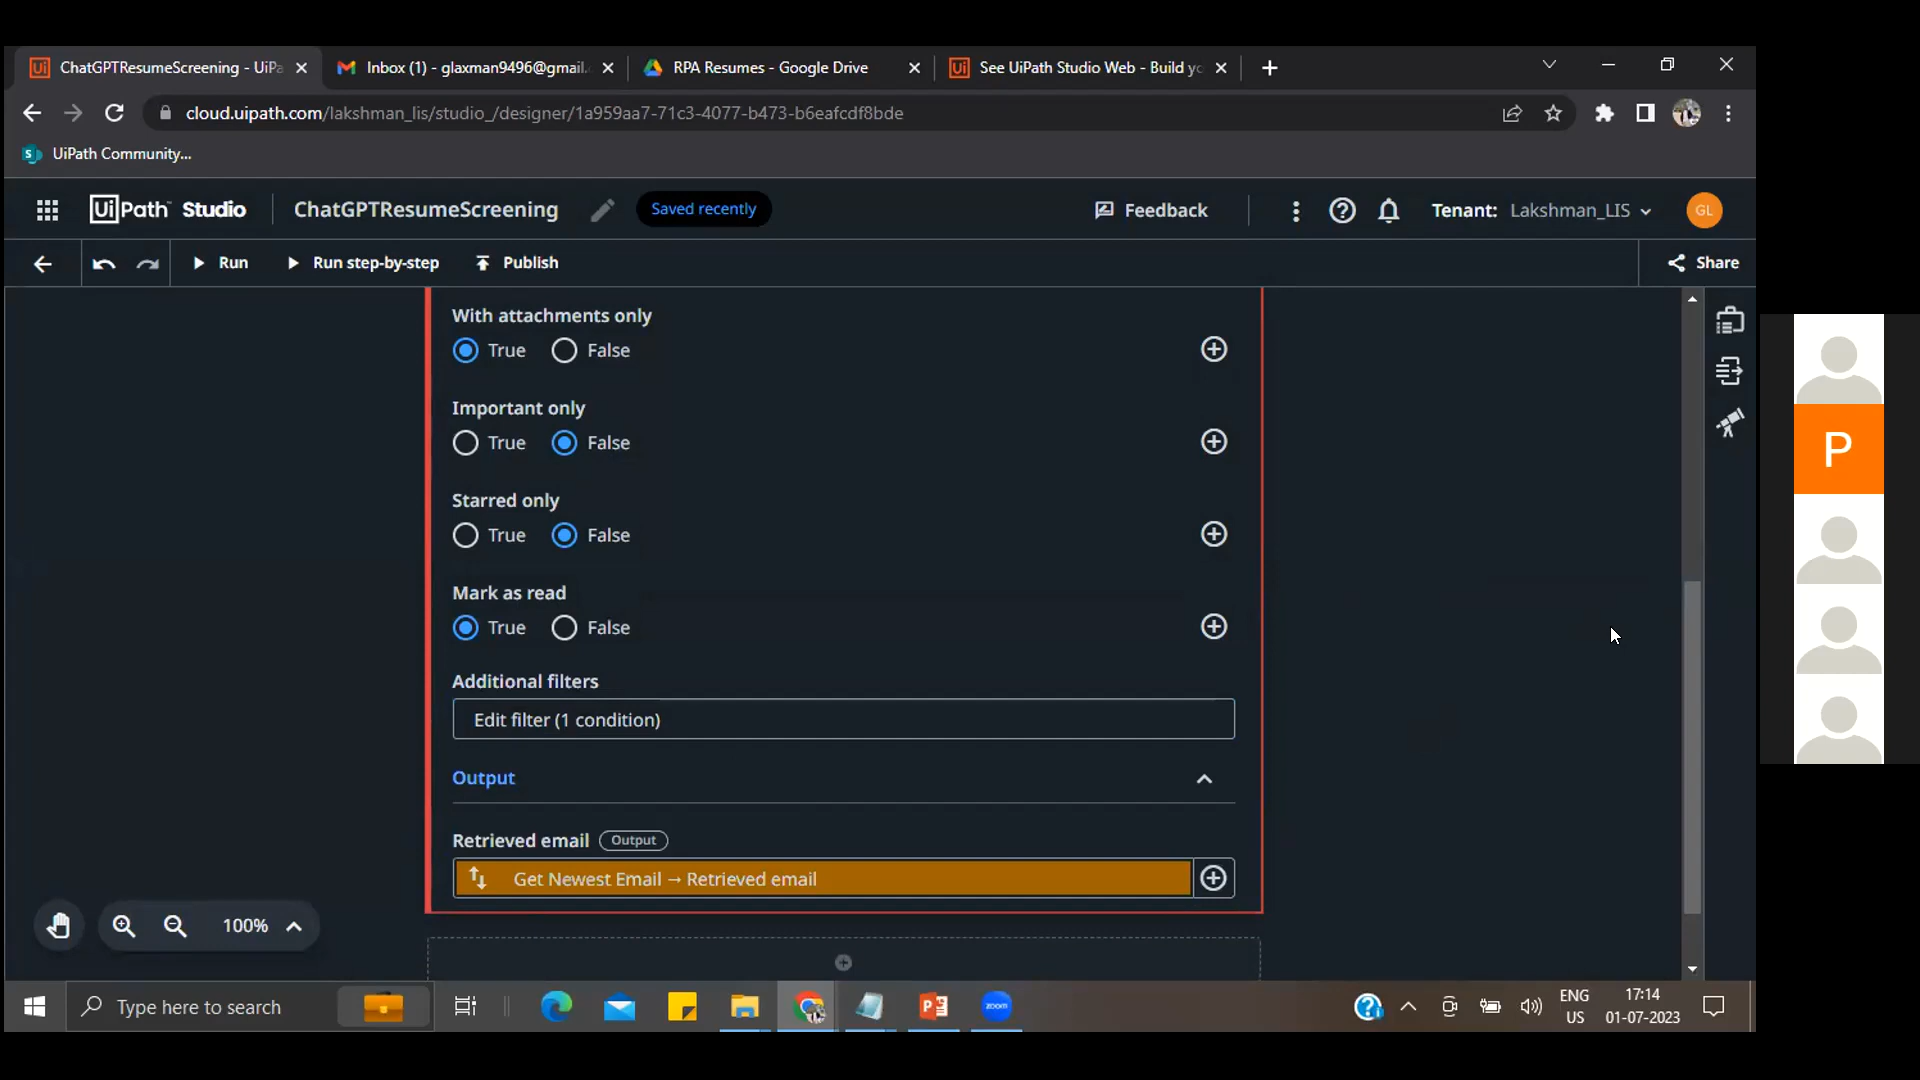 ChatGPTResumeScreening - UiPa
Inbox (1) - glaxman9496@gmail.
RPA Resumes - Google Drive
See UiPath Studio Web - Build yo
cloud.uipath.com/lakshman_lis/studio_/designer/1a959aa7-71c3-4077-b473-b6eafcdf8bde
S UiPath Community...
UiPath Studio
ChatGPTResumeScreening
Saved recently
Feedback
Tenant: Lakshman_LIS
GL
Run
Run step-by-step
Publish
Share
With attachments only
True False
Important only
True False
Starred only
True False
Mark as read
True False
Additional filters
Edit filter (1 condition)
Output
Retrieved email Output
Get Newest Email → Retrieved email
100%
P
Type here to search
zoom
ENG
US
17:14
01-07-2023